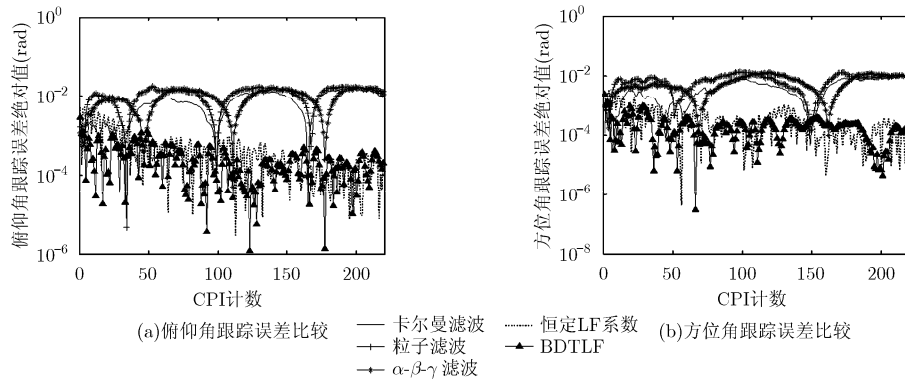 俯仰角跟踪误差绝对值(rad)
10^0
10^-2
10^-4
10^-6
0 50 100 150 200
CPI计数
(a)俯仰角跟踪误差比较
方位角跟踪误差绝对值(rad)
10^0
10^-2
10^-4
10^-6
10^-8
0 50 100 150 200
CPI计数
(b)方位角跟踪误差比较
卡尔曼滤波
粒子滤波
α-β-γ 滤波
恒定LF系数
BDTLF